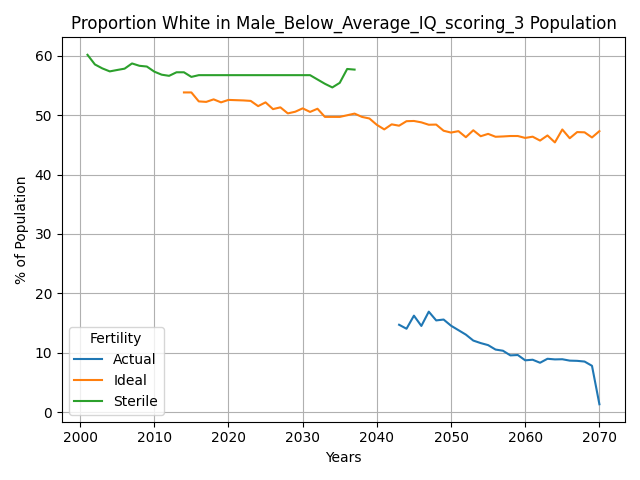 Proportion White in Male_Below_Average_IQ_scoring_3 Population
% of Population
60
50
40
30
20
10
0
Fertility
Actual
Ideal
Sterile
2000 2010 2020 2030 2040 2050 2060 2070
Years